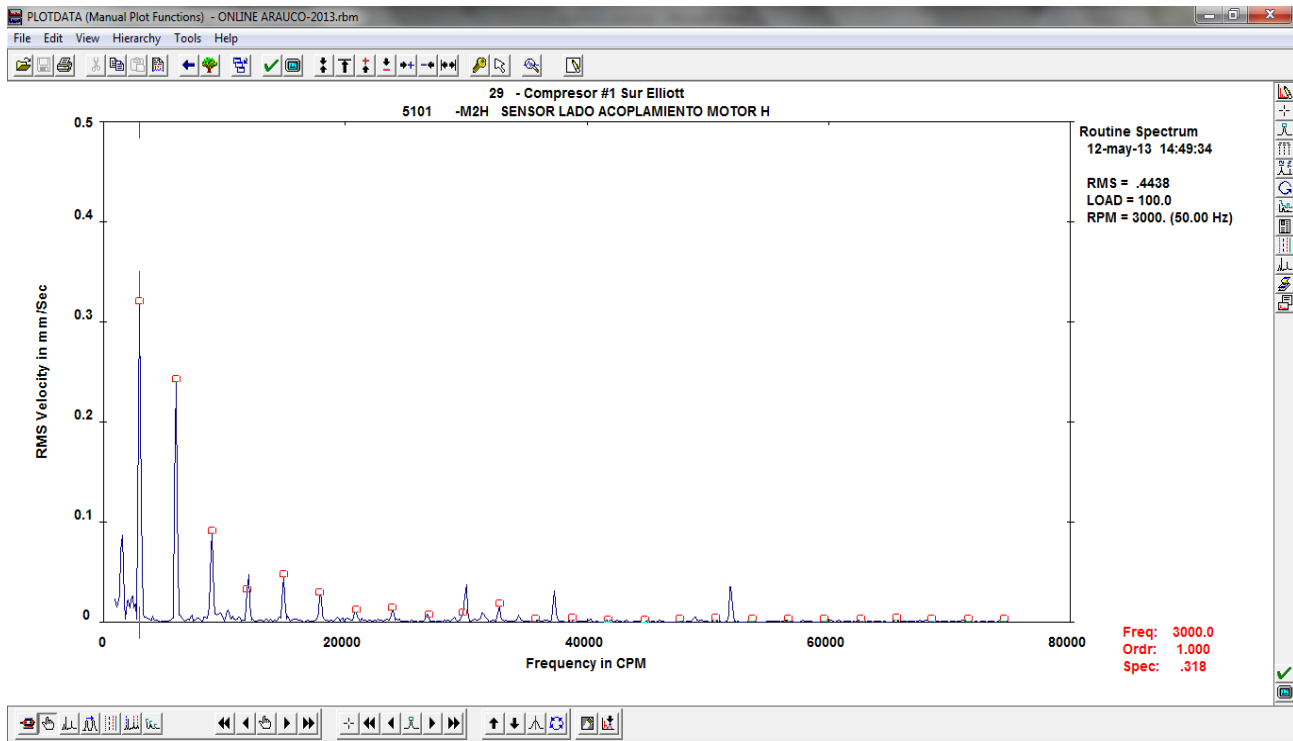 PLOTDATA (Manual Plot Functions) - ONLINE ARAUCO-2013.rbm
File Edit View Hierarchy Tools Help
29 - Compresor #1 Sur Elliott
5101 -M2H SENSOR LADO ACOPLAMIENTO MOTOR H
Routine Spectrum
12-may-13 14:49:34
RMS = .4438
LOAD = 100.0
RPM = 3000. (50.00 Hz)
RMS Velocity in mm/Sec
0.5
0.4
0.3
0.2
0.1
0
0 20000 40000 60000 80000
Frequency in CPM
Freq: 3000.0
Ordr: 1.000
Spec: .318